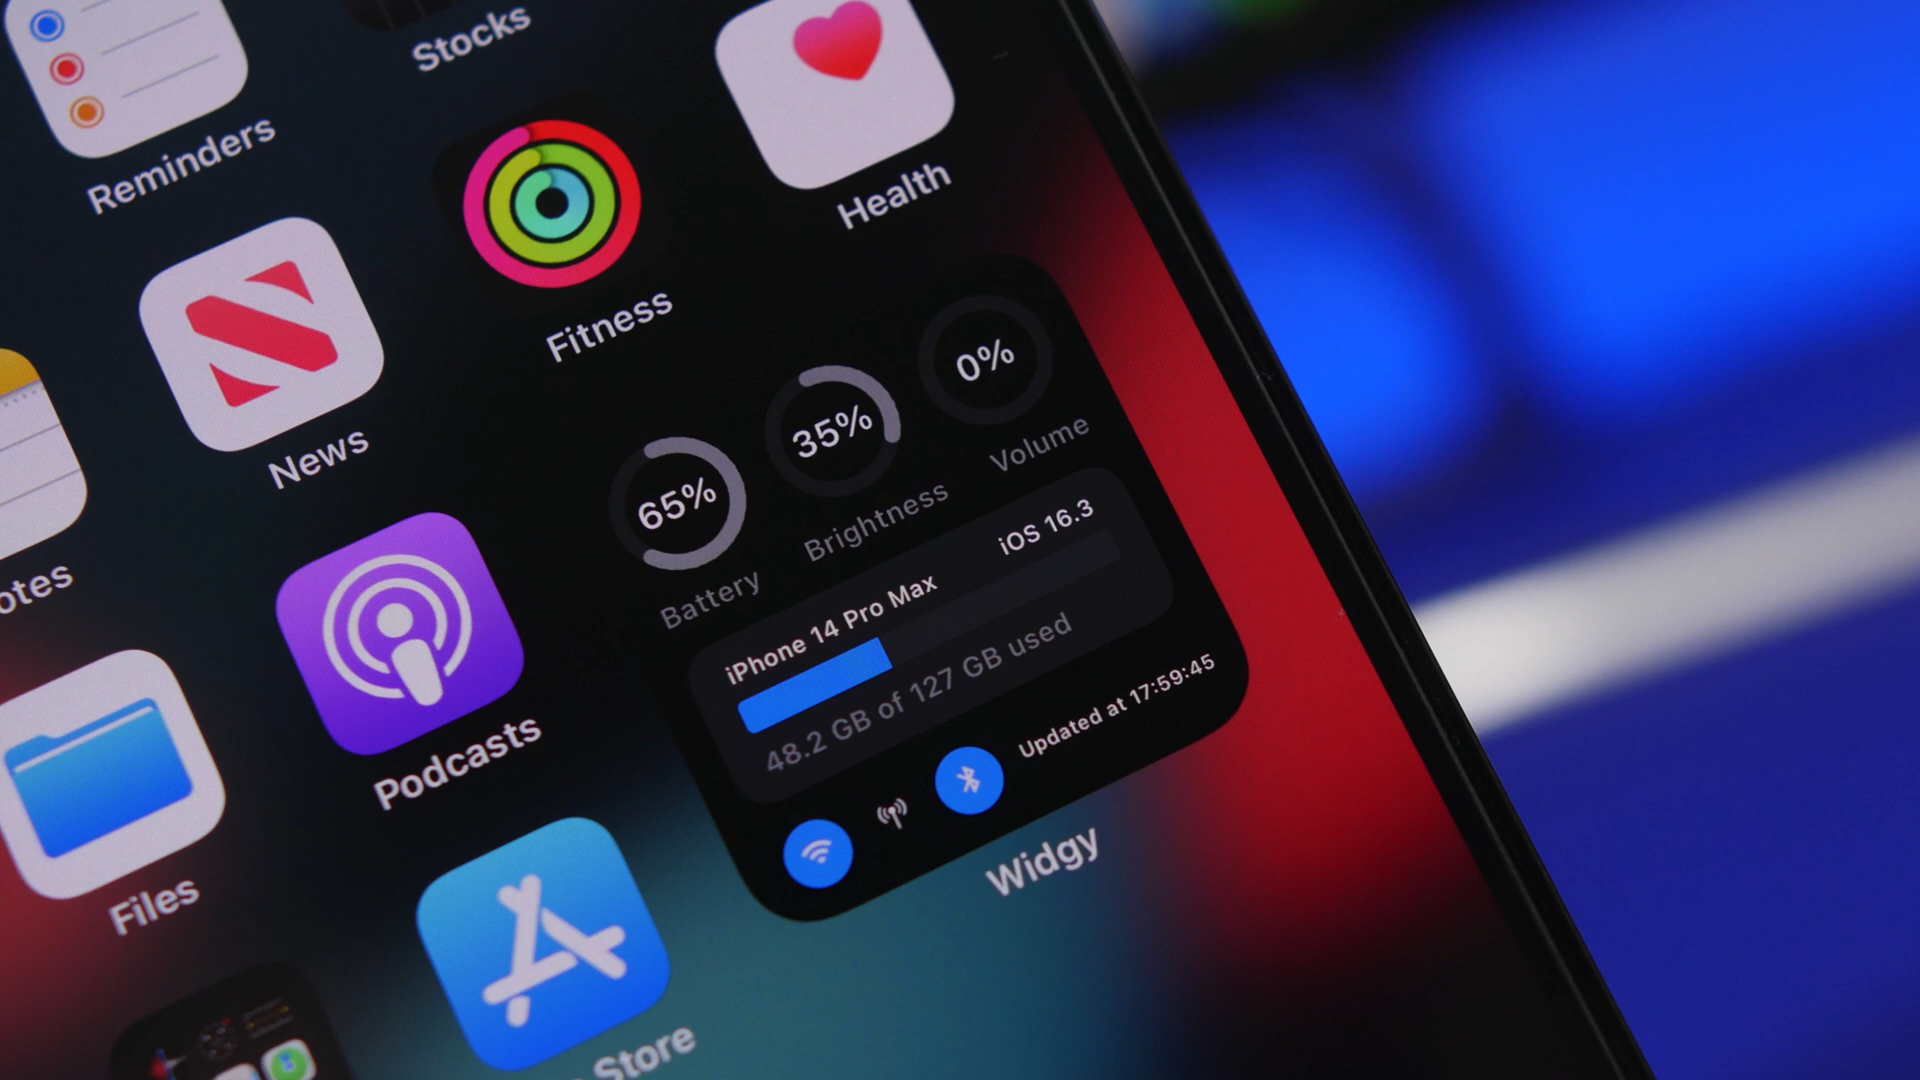 Stocks
Reminders
Health
Fitness
News
otes
Podcasts
Files
Store
65%
35%
0%
Battery
Brightness
Volume
iPhone 14 Pro Max
iOS 16.3
48.2 GB of 127 GB used
Updated at 17:59:45
Widgy